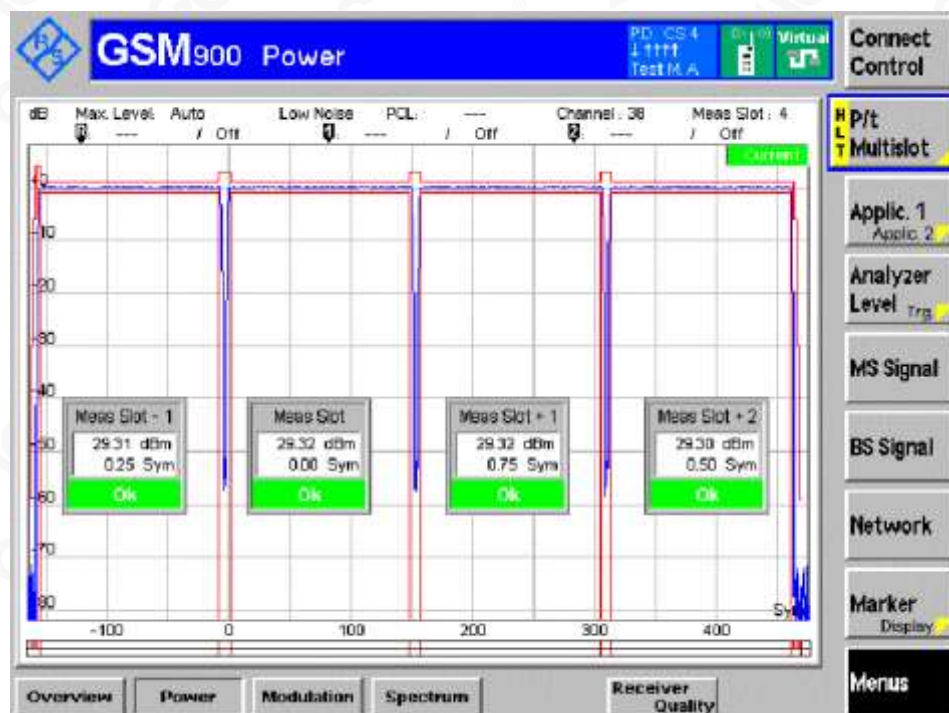 GSM900 Power
PD CS4
Test M. A.
Virtual
Connect Control
dB Max. Level: Auto Low Noise PCL: --- Channel: 38 Meas Slot: 4
--- / Off 1 --- / Off 2 --- / Off
Current
HLT P/t Multislot
-10
-20
-30
-40
-50
-60
-70
-80
Meas Slot - 1
29.31 dBm
0.25 Sym
Ok
Meas Slot
29.32 dBm
0.00 Sym
Ok
Meas Slot + 1
29.32 dBm
0.75 Sym
Ok
Meas Slot + 2
29.30 dBm
0.50 Sym
Ok
-100 0 100 200 300 400
Applic. 1
Applic. 2
Analyzer
Level Trg.
MS Signal
BS Signal
Network
Marker
Display
Menus
Overview Power Modulation Spectrum Receiver Quality